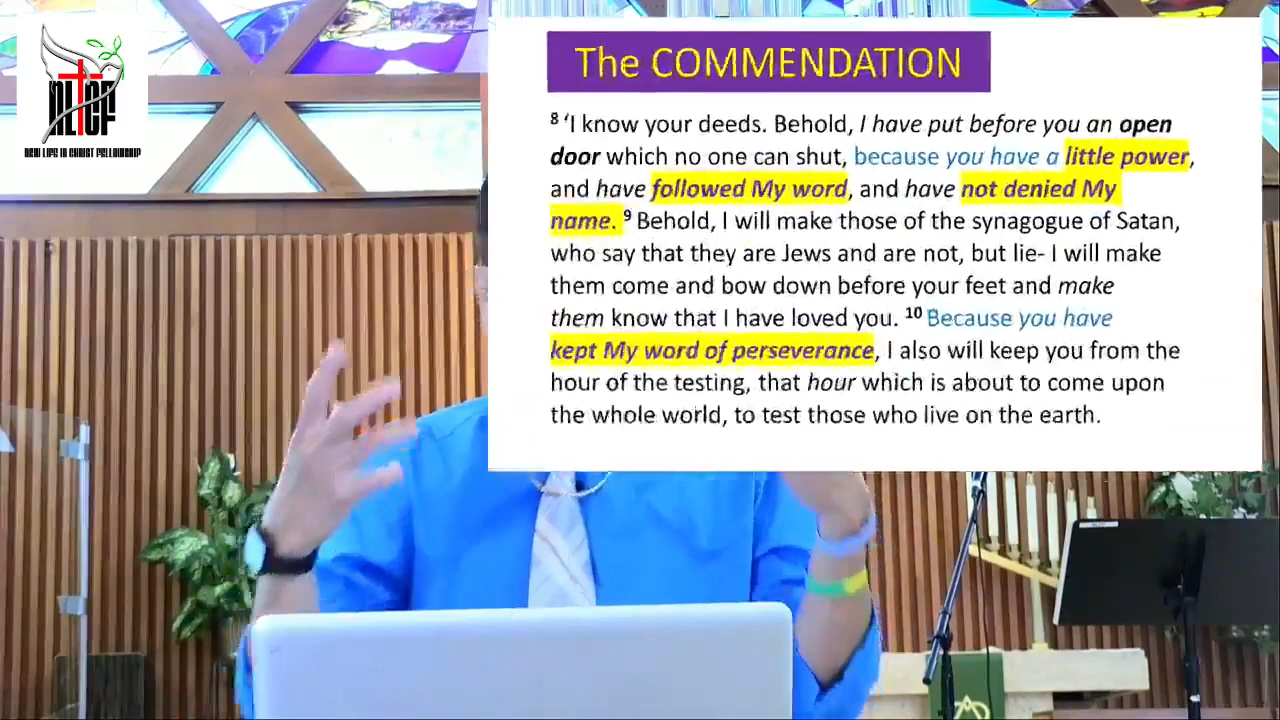 NLICF
NEW LIFE IN CHRIST FELLOWSHIP
The COMMENDATION
8 ‘I know your deeds. Behold, I have put before you an open
door which no one can shut, because you have a little power,
and have followed My word, and have not denied My
name. 9 Behold, I will make those of the synagogue of Satan,
who say that they are Jews and are not, but lie- I will make
them come and bow down before your feet and make
them know that I have loved you. 10 Because you have
kept My word of perseverance, I also will keep you from the
hour of the testing, that hour which is about to come upon
the whole world, to test those who live on the earth.